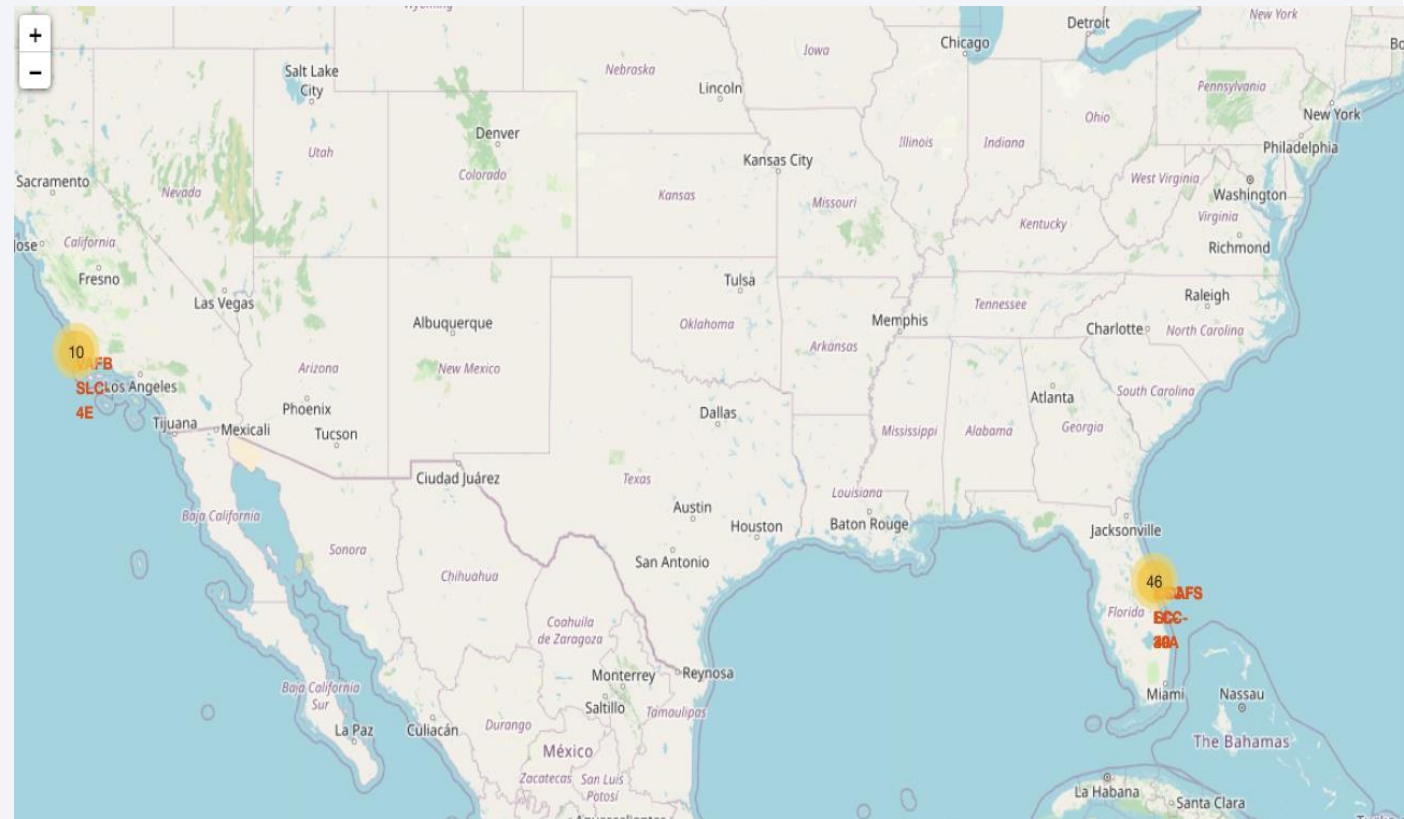 Wyoming
New York
Detroit
+
Chicago
Iowa
Salt Lake
City
Nebraska
Lincoln
−
Pennsylvania
New York
Ohio
Denver
Illinois
Indiana
Philadelphia
Utah
Kansas City
Colorado
West Virginia
Sacramento
Nevada
Kansas
Missouri
Washington
Virginia
Kentucky
Jose
California
Richmond
Fresno
Tulsa
Las Vegas
Raleigh
Tennessee
Albuquerque
Oklahoma
Memphis
Charlotte
North Carolina
Arkansas
10
VAFB
Arizona
New Mexico
SLC-
Los Angeles
4E
South Carolina
Atlanta
Phoenix
Dallas
Tijuana
Mexicali
Tucson
Mississippi
Alabama
Georgia
Ciudad Juárez
Texas
Louisiana
Austin
Baja California
Houston
Baton Rouge
Jacksonville
Sonora
San Antonio
Chihuahua
46
Florida
Coahuila
de Zaragoza
Monterrey
Reynosa
Baja California
Sur
Miami
Nassau
Saltillo
Tamaulipas
La Paz
Culiacán
Durango
The Bahamas
México
Zacatecas
San Luis
Potosí
La Habana
Santa Clara
Aguascalientes